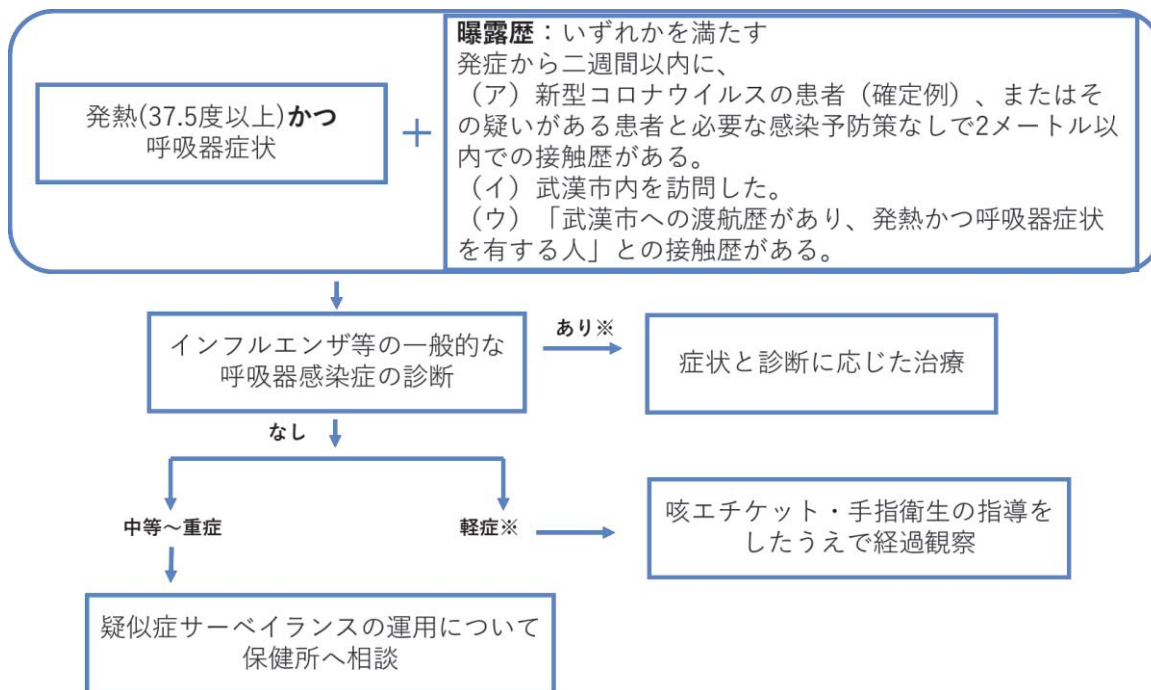 発熱(37.5度以上)かつ
呼吸器症状
+
曝露歴：いずれかを満たす
発症から二週間以内に、
（ア）新型コロナウイルスの患者（確定例）、またはそ
の疑いがある患者と必要な感染予防策なしで2メートル以
内での接触歴がある。
（イ）武漢市内を訪問した。
（ウ）「武漢市への渡航歴があり、発熱かつ呼吸器症状
を有する人」との接触歴がある。
インフルエンザ等の一般的な
呼吸器感染症の診断
あり※
症状と診断に応じた治療
なし
中等～重症
軽症※
咳エチケット・手指衛生の指導を
したうえで経過観察
疑似症サーベイランスの運用について
保健所へ相談